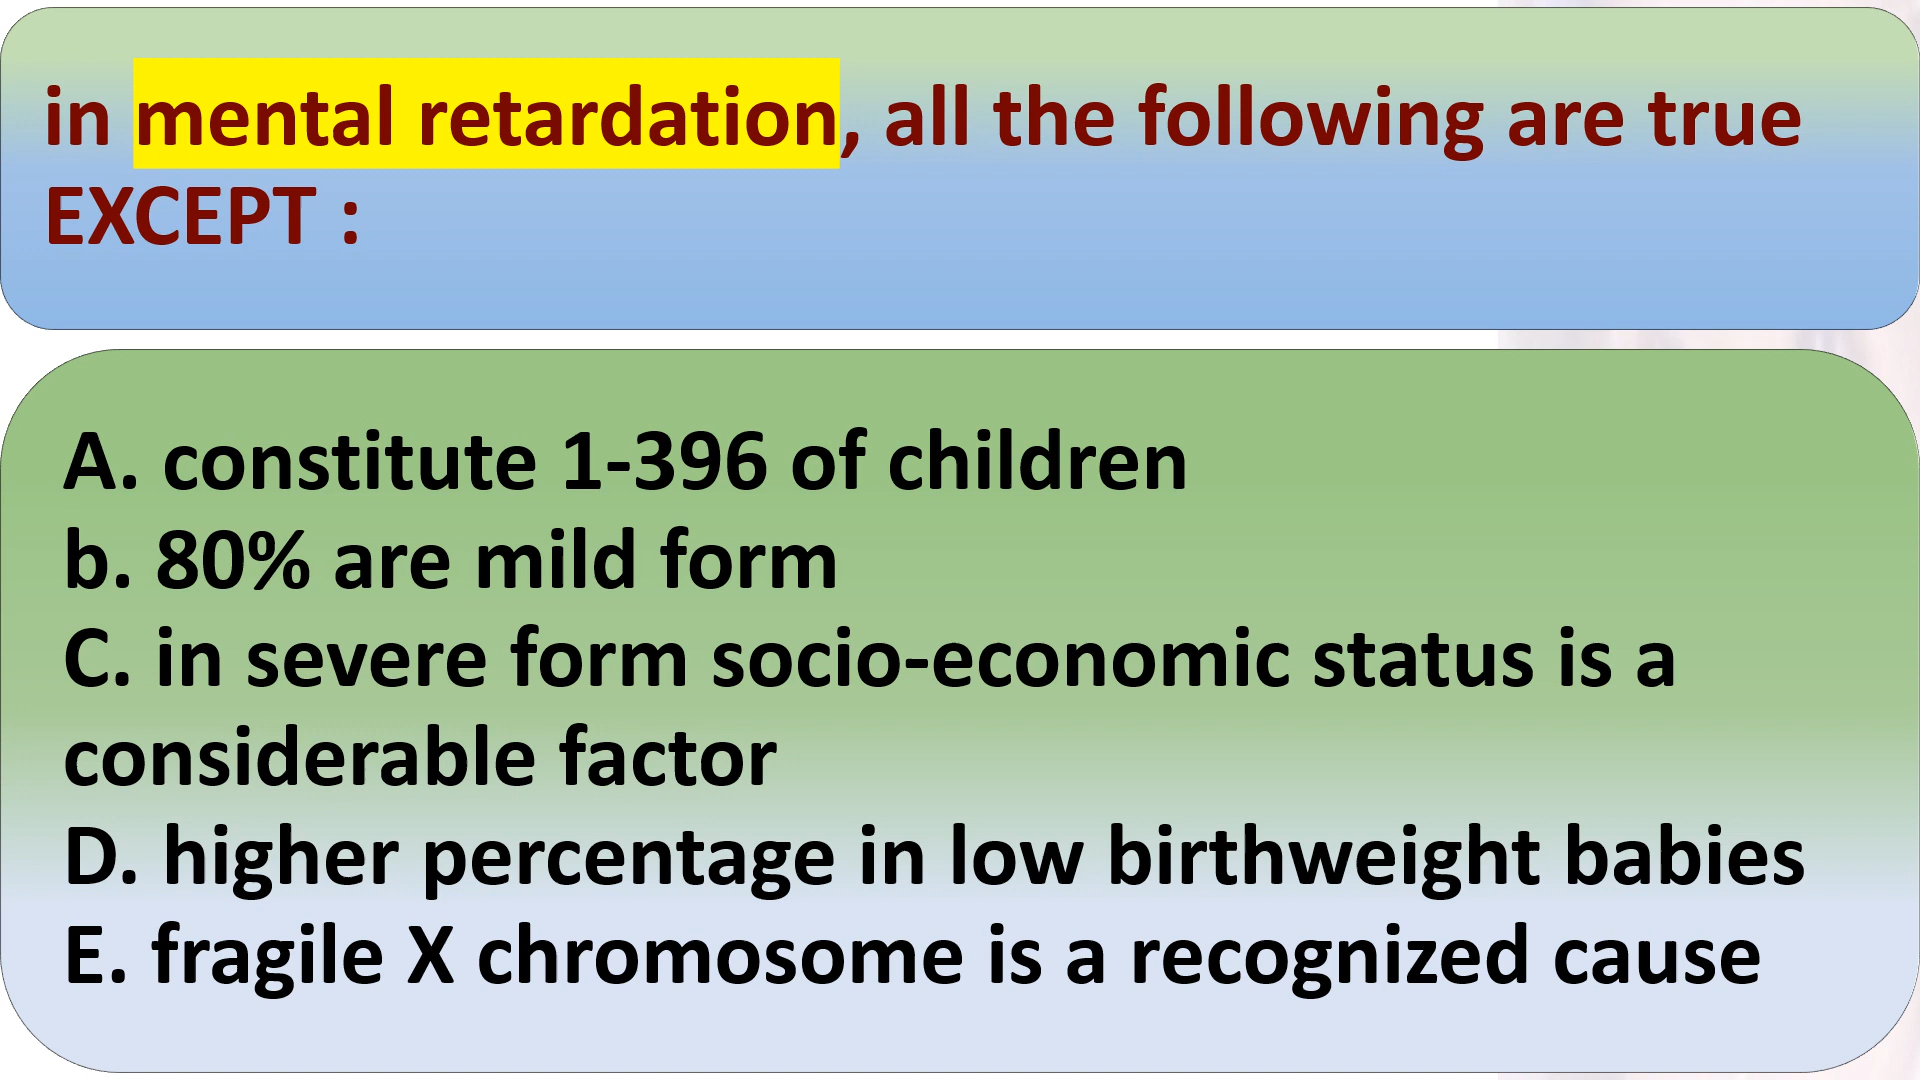 in mental retardation, all the following are true
EXCEPT :
A. constitute 1-396 of children
b. 80% are mild form
C. in severe form socio-economic status is a
considerable factor
D. higher percentage in low birthweight babies
E. fragile X chromosome is a recognized cause